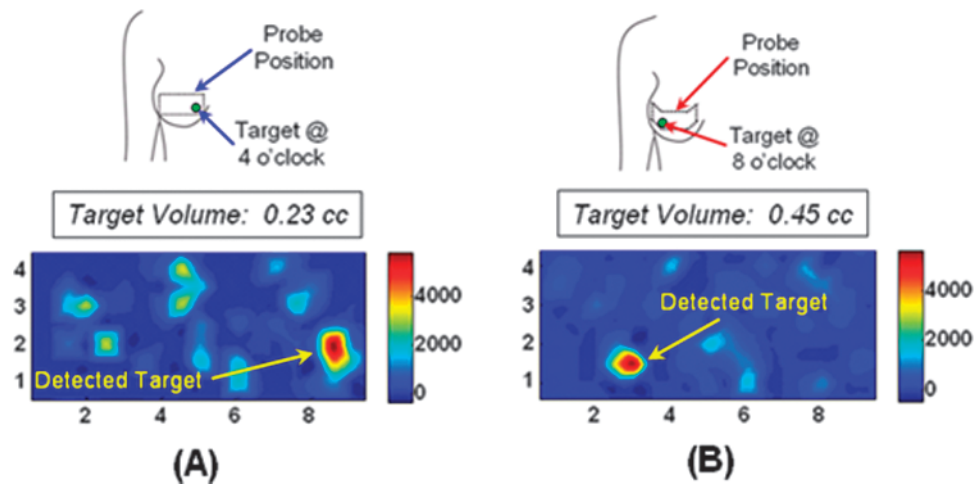 Probe
Position
Target @
4 o'clock
Target Volume: 0.23 cc
4
3
2
1
2 4 6 8
4000
2000
0
Detected Target
(A)
Probe
Position
Target @
8 o'clock
Target Volume: 0.45 cc
4
3
2
1
2 4 6 8
4000
2000
0
Detected Target
(B)